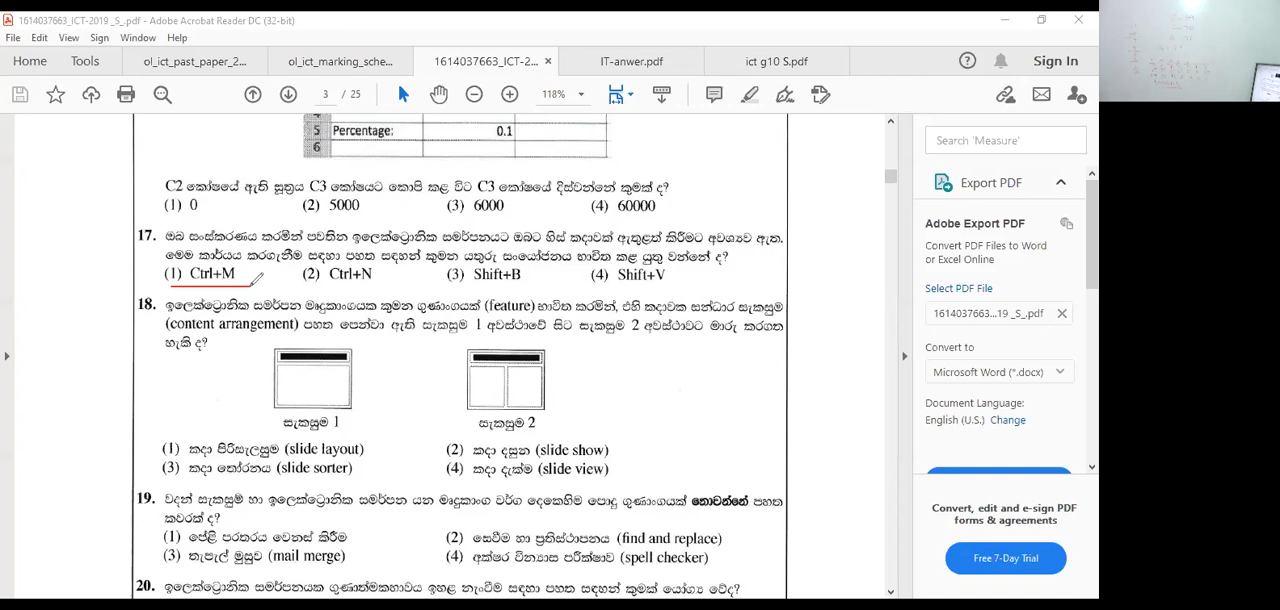 1614037663_ICT-2019 _S_.pdf - Adobe Acrobat Reader DC (32-bit)
File Edit View Sign Window Help
Home Tools ol_ict_past_paper_2... ol_ict_marking_sche... 1614037663_ICT-2... × IT-anwer.pdf ict g10 S.pdf Sign In
3 / 25 118%
5 Percentage: 0.1
6
C2 කෝෂයේ ඇති සූත්‍රය C3 කෝෂයට කොපි කළ විට C3 කෝෂයේ දිස්වන්නේ කුමක් ද?
(1) 0 (2) 5000 (3) 6000 (4) 60000
17. ඔබ සංස්කරණය කරමින් පවතින ඉලෙක්ට්‍රොනික සමර්පනයට ඔබට හිස් කදාවක් ඇතුළත් කිරීමට අවශ්‍යව ඇත.
මෙම කාර්යය කරගැනීම සඳහා පහත සඳහන් කුමන යතුරු සංයෝජනය භාවිත කළ යුතු වන්නේ ද?
(1) Ctrl+M (2) Ctrl+N (3) Shift+B (4) Shift+V
18. ඉලෙක්ට්‍රොනික සමර්පන මෘදුකාංගයක කුමන ගුණාංගයක් (feature) භාවිත කරමින්, එහි කදාවක සන්ධාර සැකසුම
(content arrangement) පහත පෙන්වා ඇති සැකසුම 1 අවස්ථාවේ සිට සැකසුම 2 අවස්ථාවට මාරු කරගත
හැකි ද?
සැකසුම 1 සැකසුම 2
(1) කදා පිරිසැලසුම (slide layout) (2) කදා දසුන (slide show)
(3) කදා තෝරනය (slide sorter) (4) කදා දැක්ම (slide view)
19. වදන් සැකසුම් හා ඉලෙක්ට්‍රොනික සමර්පන යන මෘදුකාංග වර්ග දෙකෙහිම පොදු ගුණාංගයක් නොවන්නේ පහත
කවරක් ද?
(1) පේළි පරතරය වෙනස් කිරීම (2) සෙවීම හා ප්‍රතිස්ථාපනය (find and replace)
(3) තැපැල් මුසුව (mail merge) (4) අක්ෂර වින්‍යාස පරීක්ෂාව (spell checker)
20. ඉලෙක්ට්‍රොනික සමර්පනයක ගුණාත්මකභාවය ඉහළ නැංවීම සඳහා පහත සඳහන් කුමක් යෝග්‍ය වේද?
Search 'Measure'
Export PDF
Adobe Export PDF
Convert PDF Files to Word
or Excel Online
Select PDF File
1614037663...19 _S_.pdf ×
Convert to
Microsoft Word (*.docx)
Document Language:
English (U.S.) Change
Convert, edit and e-sign PDF
forms & agreements
Free 7-Day Trial